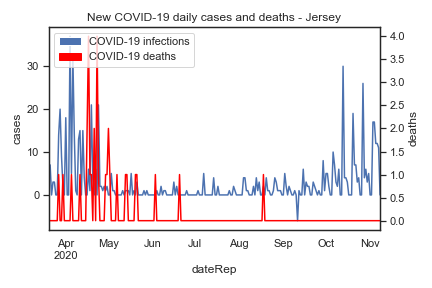 New COVID-19 daily cases and deaths - Jersey
COVID-19 infections
COVID-19 deaths
cases
30
20
10
0
deaths
4.0
3.5
3.0
2.5
2.0
1.5
1.0
0.5
0.0
Apr May Jun Jul Aug Sep Oct Nov
2020
dateRep